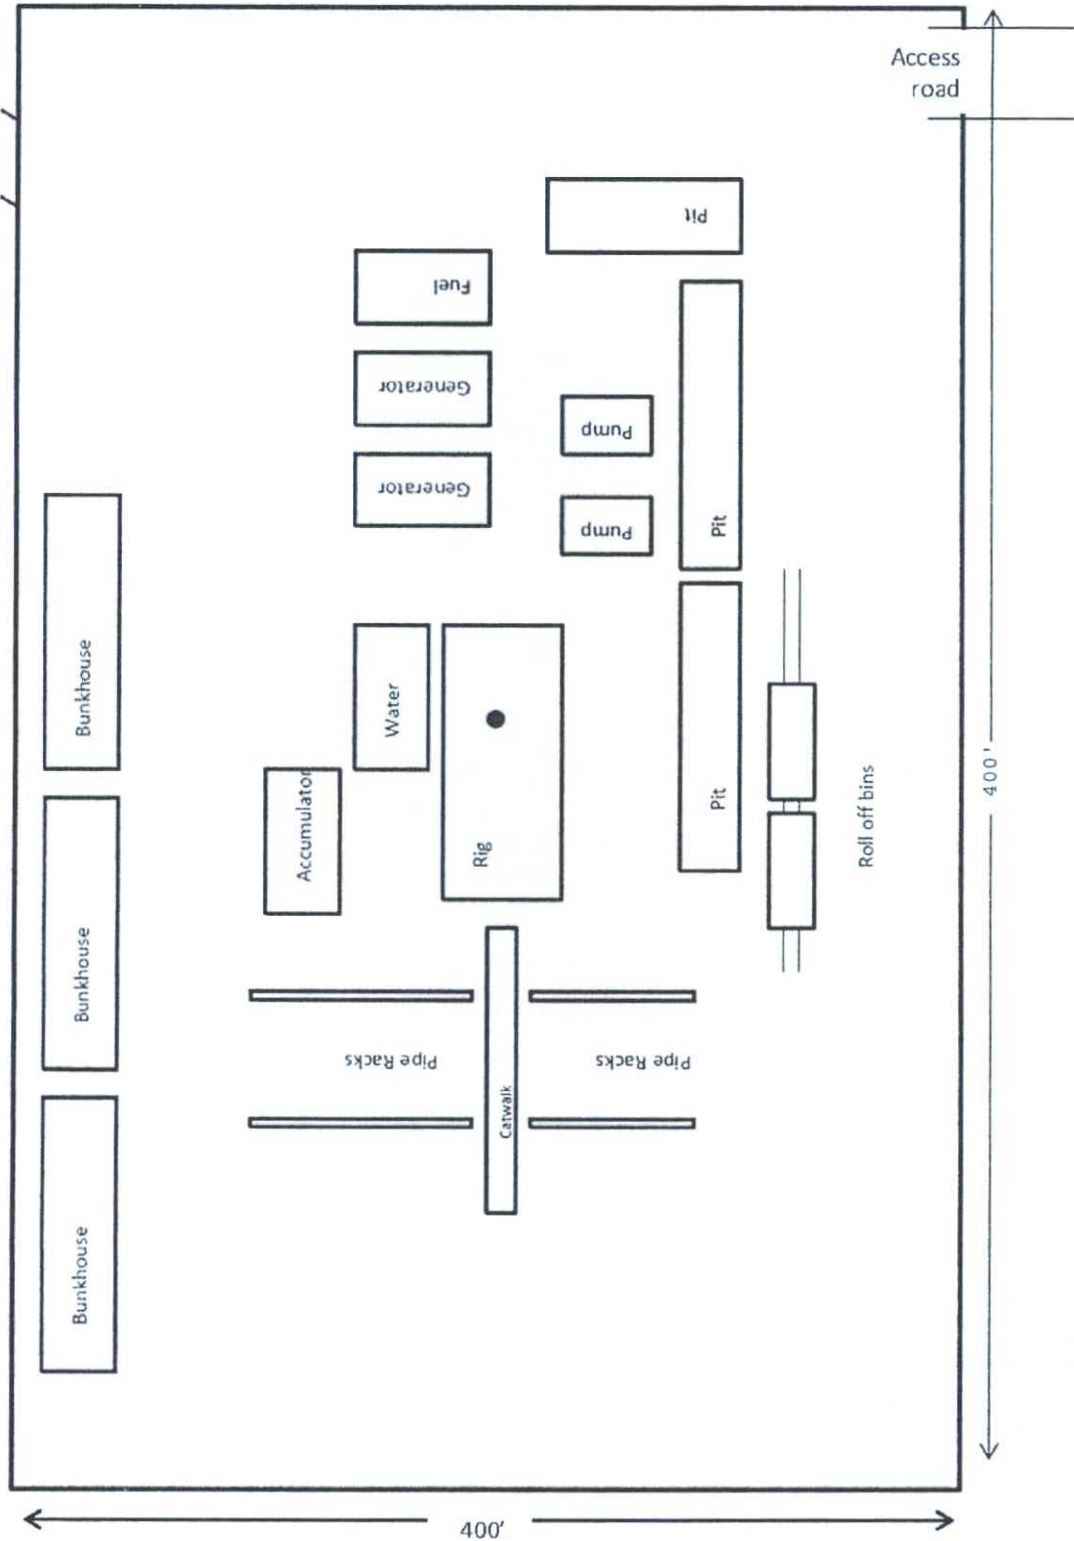 Access
road
Pit
Fuel
Generator
Pump
Generator
Pump
Pit
Bunkhouse
Water
Accumulator
Rig
Pit
Roll off bins
400'
Bunkhouse
Pipe Racks
Pipe Racks
Catwalk
Bunkhouse
400'